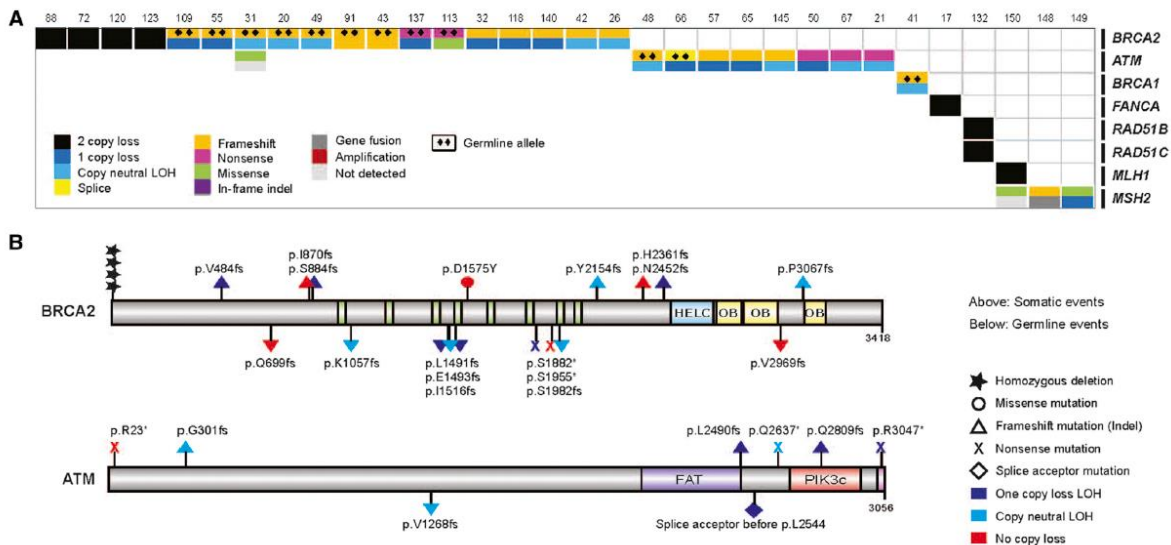 A
88 72 120 123 109 55 31 20 49 91 43 137 113 32 118 140 42 26 48 66 57 65 144 50 67 21 41 17 132 150 148 149
BRCA2
ATM
BRCA1
FANCA
RAD51B
RAD51C
MLH1
MSH2
2 copy loss
1 copy loss
Copy neutral LOH
Splice
Frameshift
Nonsense
Missense
In-frame indel
Gene fusion
Amplification
Not detected
Germline allele
B
p.V484fs
p.I870fs
p.S884fs
p.D1575Y
p.Y2154fs
p.H2361fs
p.N2452fs
p.P3067fs
BRCA2
HELC OB OB OB
3418
p.Q699fs
p.K1057fs
p.L1491fs
p.E1493fs
p.I1516fs
p.S1882*
p.S1955*
p.S1982fs
p.V2969fs
Above: Somatic events
Below: Germline events
p.R23*
p.G301fs
p.L2490fs
p.Q2637*
p.Q2809fs
p.R3047*
ATM
FAT PIK3c
3056
p.V1268fs
Splice acceptor before p.L2544
Homozygous deletion
Missense mutation
Frameshift mutation (Indel)
Nonsense mutation
Splice acceptor mutation
One copy loss LOH
Copy neutral LOH
No copy loss